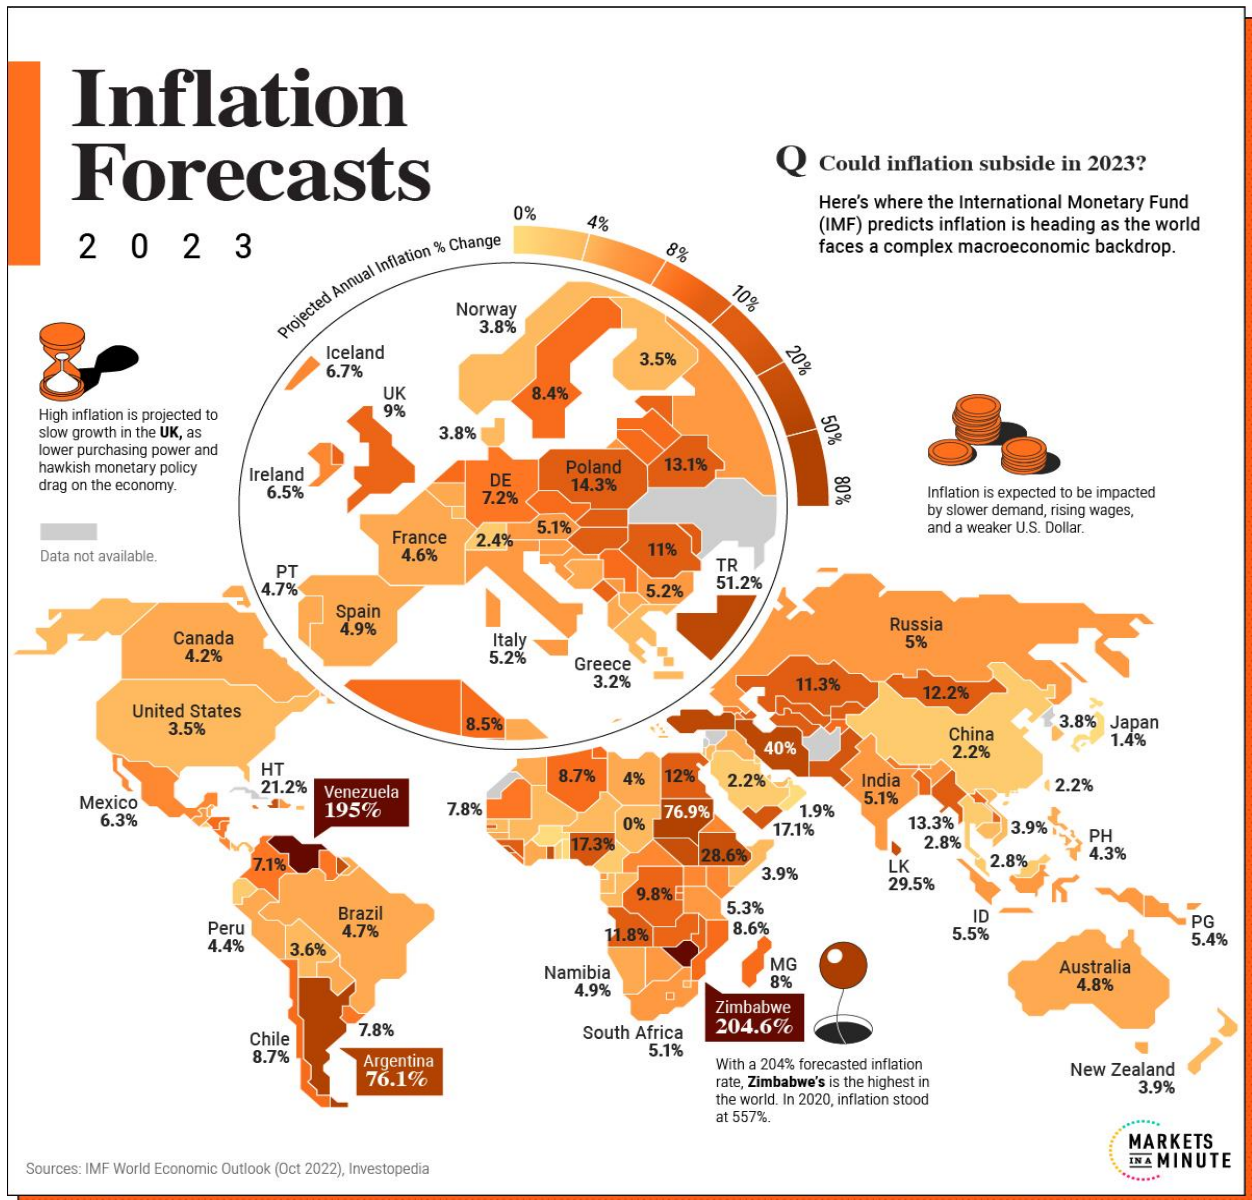 Inflation
Forecasts
2 0 2 3
Q Could inflation subside in 2023?
Here's where the International Monetary Fund
(IMF) predicts inflation is heading as the world
faces a complex macroeconomic backdrop.
Projected Annual Inflation % Change
0%
4%
8%
10%
20%
50%
80%
High inflation is projected to
slow growth in the UK, as
lower purchasing power and
hawkish monetary policy
drag on the economy.
Data not available.
Inflation is expected to be impacted
by slower demand, rising wages,
and a weaker U.S. Dollar.
Norway
3.8%
Iceland
6.7%
UK
9%
3.5%
8.4%
3.8%
Ireland
6.5%
DE
7.2%
Poland
14.3%
13.1%
France
4.6%
2.4%
5.1%
11%
5.2%
TR
51.2%
PT
4.7%
Spain
4.9%
Italy
5.2%
Greece
3.2%
8.5%
Canada
4.2%
United States
3.5%
Mexico
6.3%
HT
21.2%
Venezuela
195%
7.1%
Peru
4.4%
Brazil
4.7%
3.6%
Chile
8.7%
7.8%
Argentina
76.1%
Russia
5%
11.3%
12.2%
China
2.2%
3.8%
Japan
1.4%
40%
India
5.1%
2.2%
8.7%
4%
12%
2.2%
7.8%
0%
76.9%
1.9%
17.1%
17.3%
28.6%
3.9%
13.3%
2.8%
3.9%
2.8%
PH
4.3%
LK
29.5%
9.8%
5.3%
8.6%
11.8%
ID
5.5%
PG
5.4%
Namibia
4.9%
MG
8%
Australia
4.8%
South Africa
5.1%
Zimbabwe
204.6%
With a 204% forecasted inflation
rate, Zimbabwe's is the highest in
the world. In 2020, inflation stood
at 557%.
New Zealand
3.9%
Sources: IMF World Economic Outlook (Oct 2022), Investopedia
MARKETS
IN A MINUTE